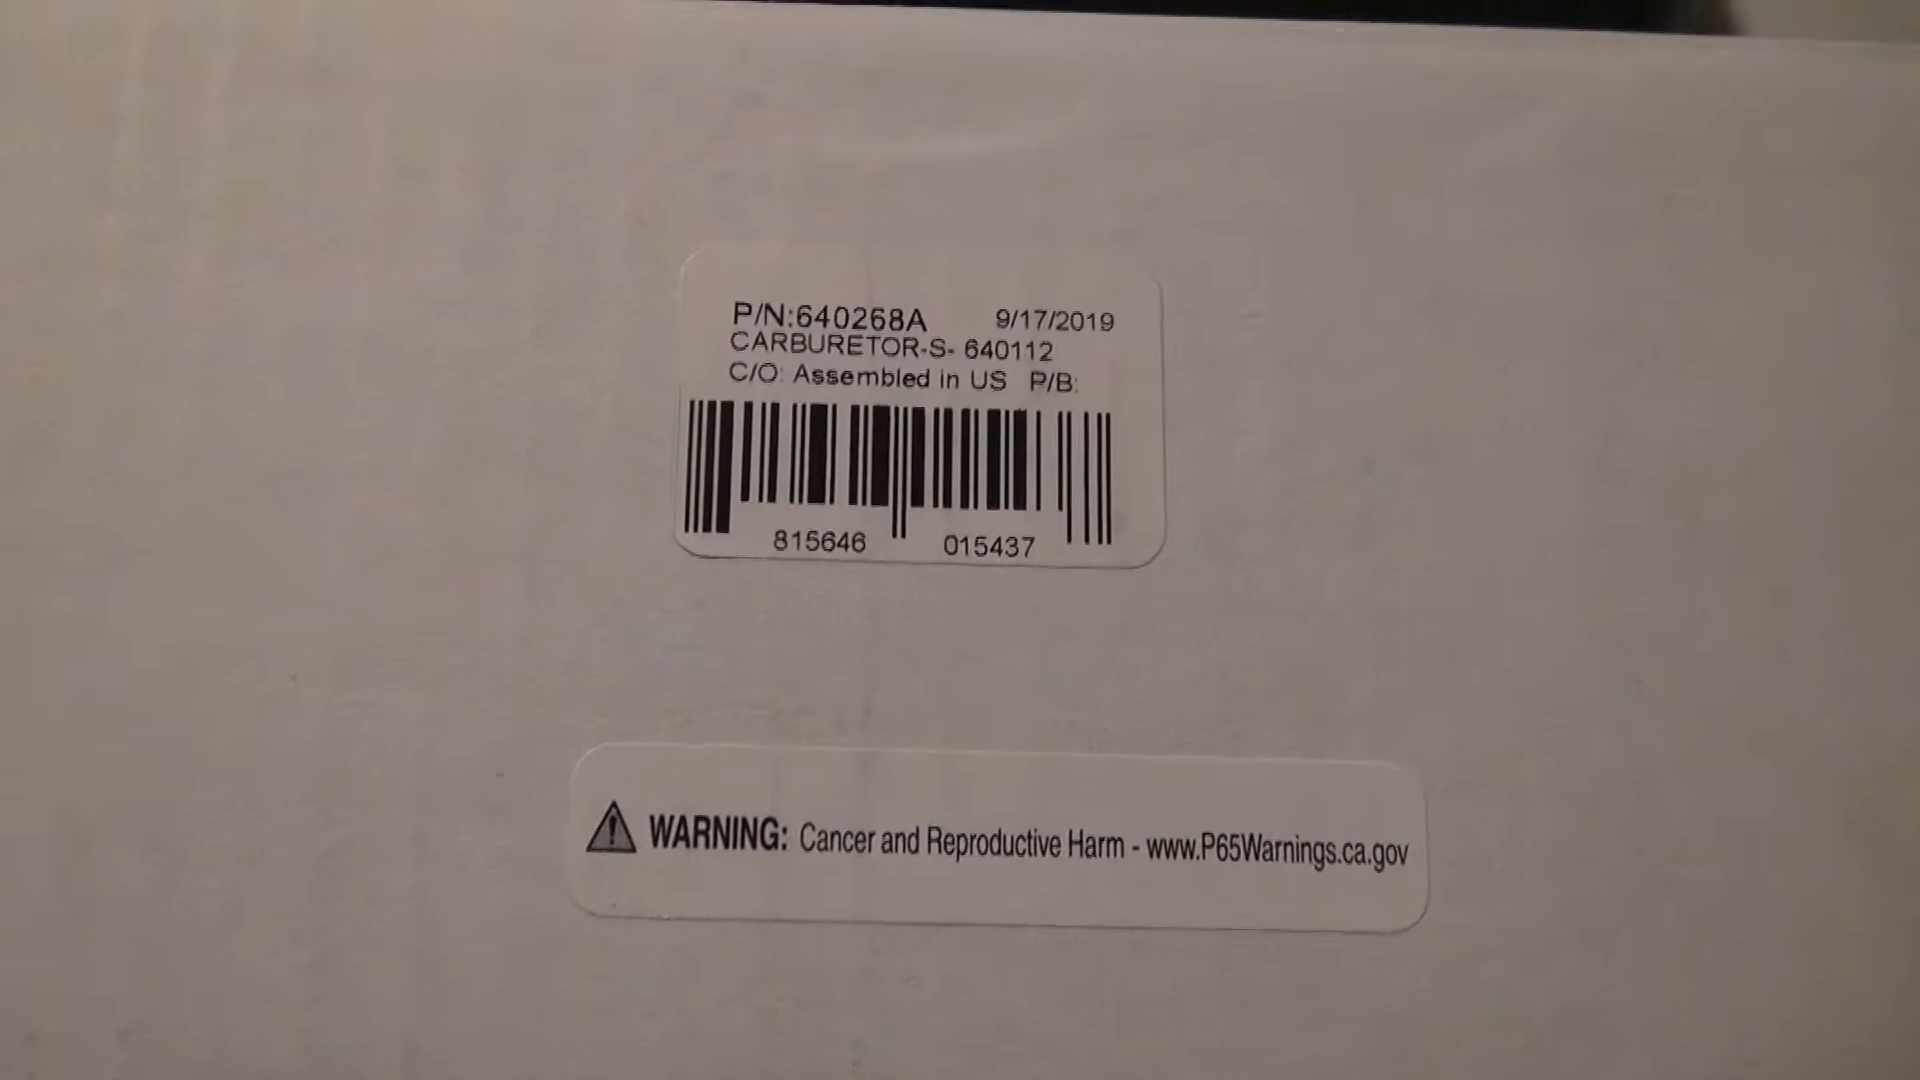 P/N:640268A 9/17/2019
CARBURETOR-S- 640112
C/O: Assembled in US P/B:
815646 015437
WARNING: Cancer and Reproductive Harm - www.P65Warnings.ca.gov